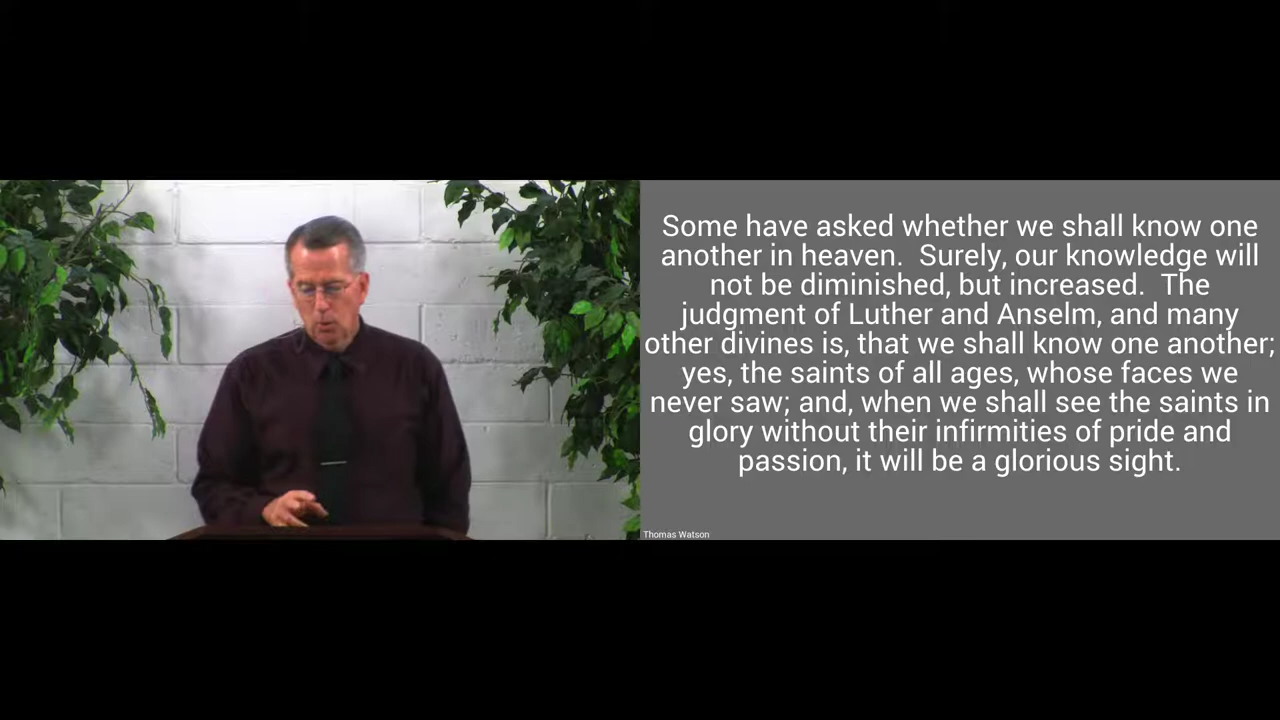 Some have asked whether we shall know one
another in heaven.  Surely, our knowledge will
not be diminished, but increased.  The
judgment of Luther and Anselm, and many
other divines is, that we shall know one another;
yes, the saints of all ages, whose faces we
never saw; and, when we shall see the saints in
glory without their infirmities of pride and
passion, it will be a glorious sight.
Thomas Watson